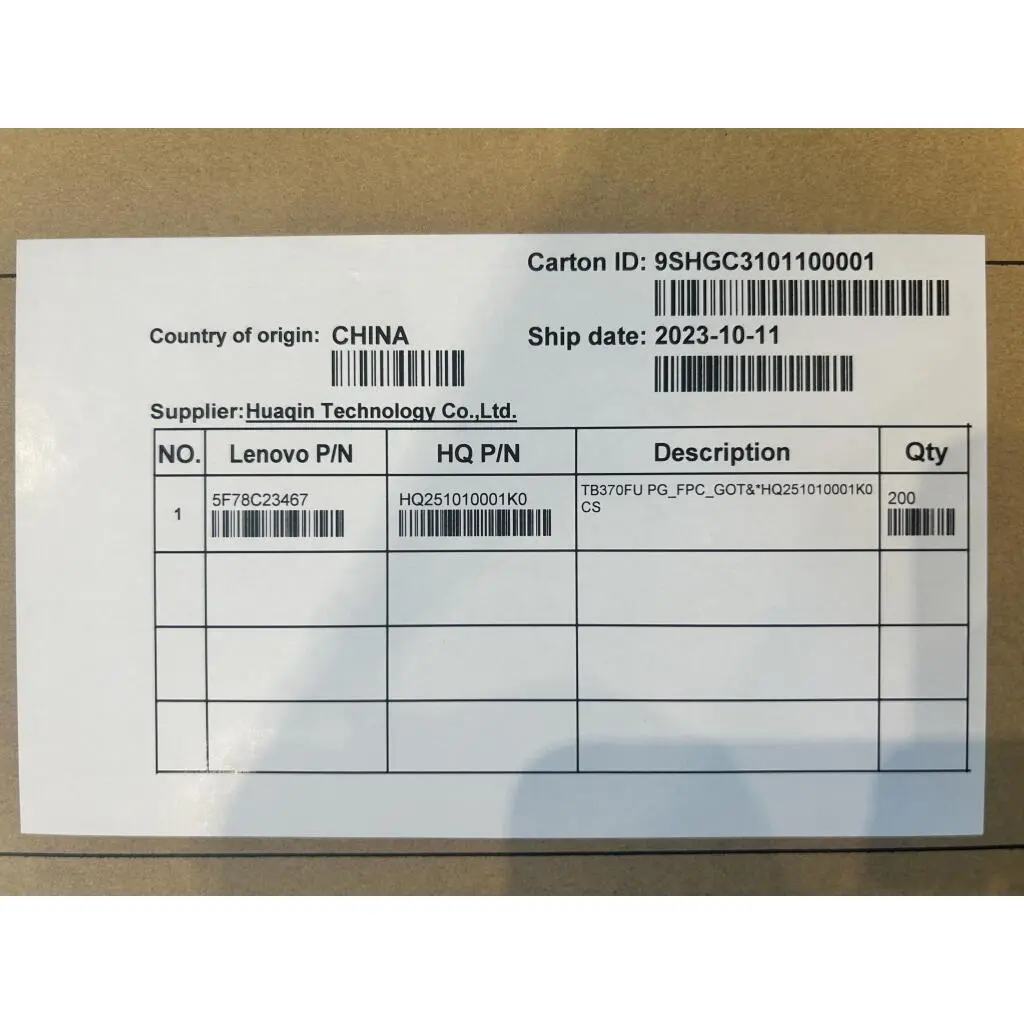 Carton ID: 9SHGC3101100001
Country of origin: CHINA
Ship date: 2023-10-11
Supplier:Huaqin Technology Co.,Ltd.
NO. Lenovo P/N HQ P/N Description Qty
1 5F78C23467 HQ251010001K0 TB370FU PG_FPC_GOT&*HQ251010001K0 200
CS